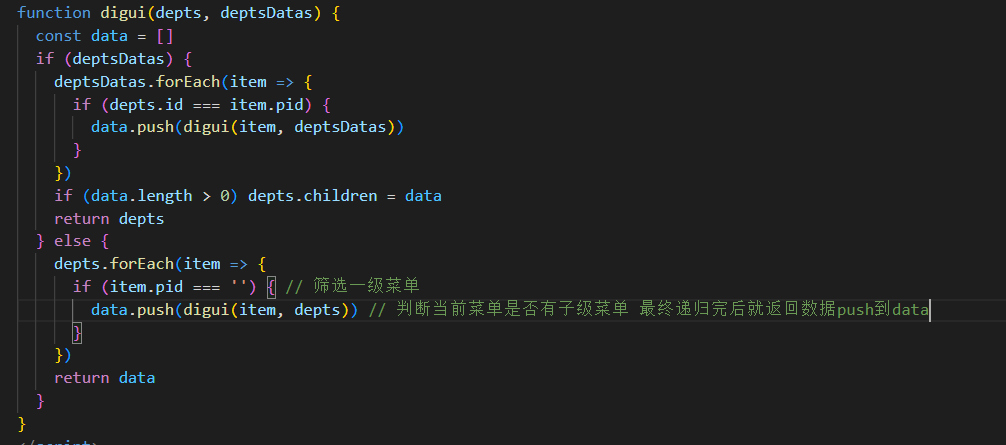 function digui(depts, deptsDatas) {
  const data = []
  if (deptsDatas) {
    deptsDatas.forEach(item => {
      if (depts.id === item.pid) {
        data.push(digui(item, deptsDatas))
      }
    })
    if (data.length > 0) depts.children = data
    return depts
  } else {
    depts.forEach(item => {
      if (item.pid === '') { // 筛选一级菜单
        data.push(digui(item, depts)) // 判断当前菜单是否有子级菜单 最终递归完后就返回数据push到data
      }
    })
    return data
  }
}